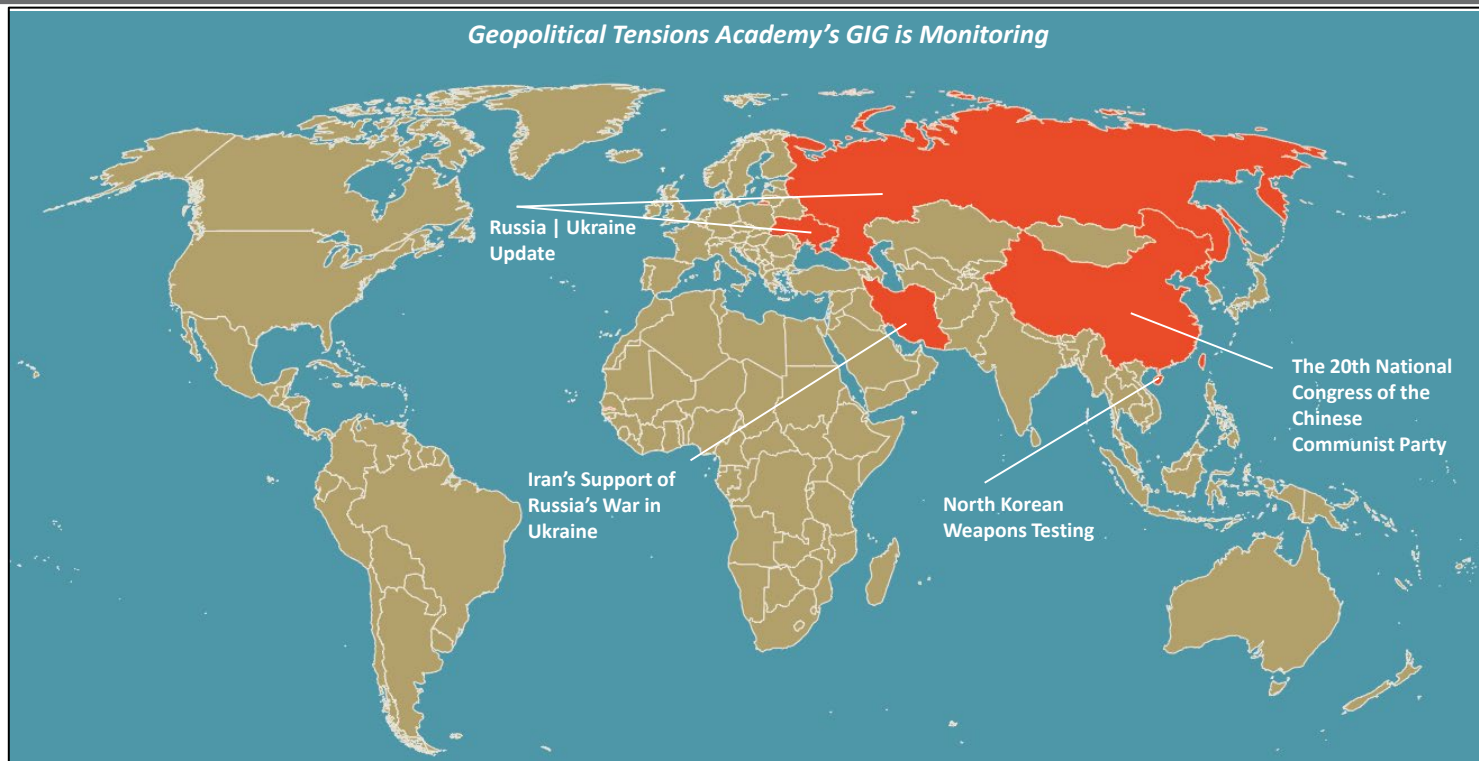 Geopolitical Tensions Academy’s GIG is Monitoring
Russia | Ukraine
Update
The 20th National
Congress of the
Chinese
Communist Party
Iran’s Support of
Russia’s War in
Ukraine
North Korean
Weapons Testing